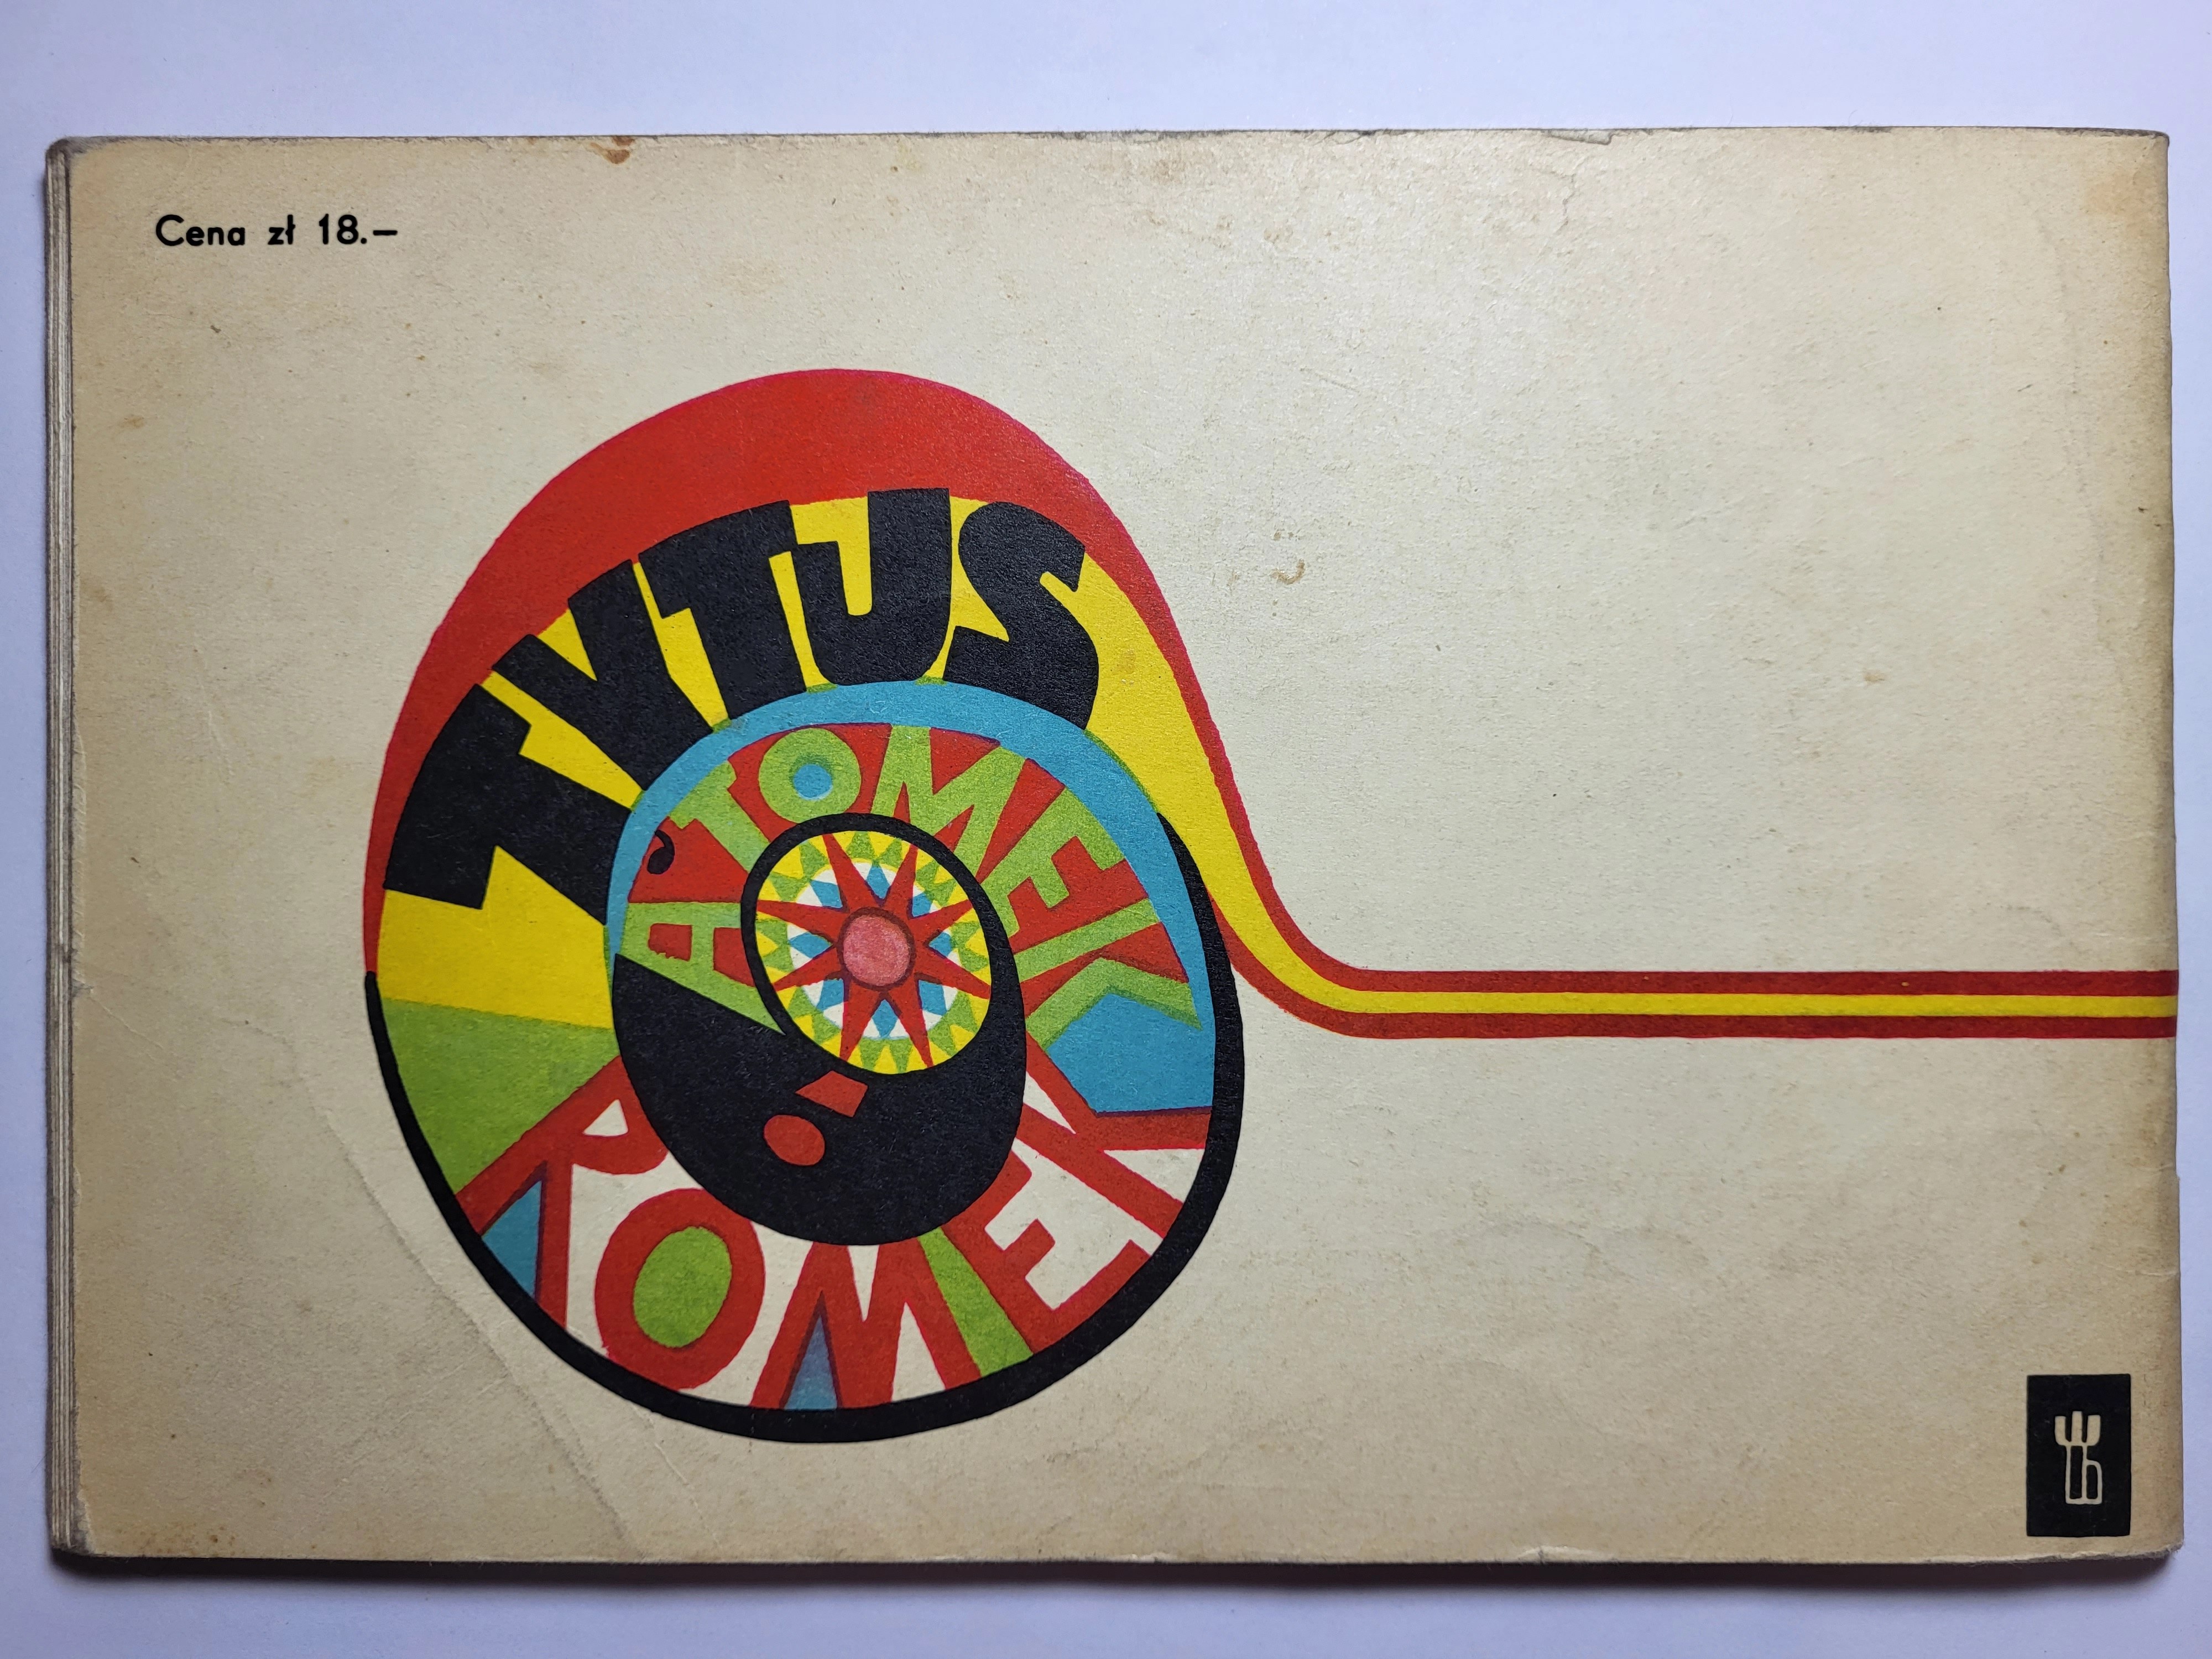 Cena zł 18.—
TYTUS
ROMEK
A'TOMEK